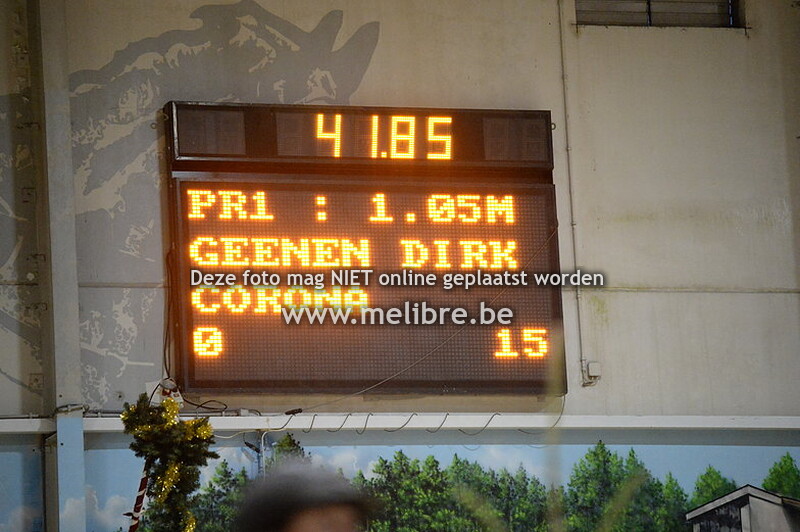 41.85
PR1 : 1.05M
GEENEN DIRK
Deze foto mag NIET online geplaatst worden
CORONA
www.melibre.be
0 15